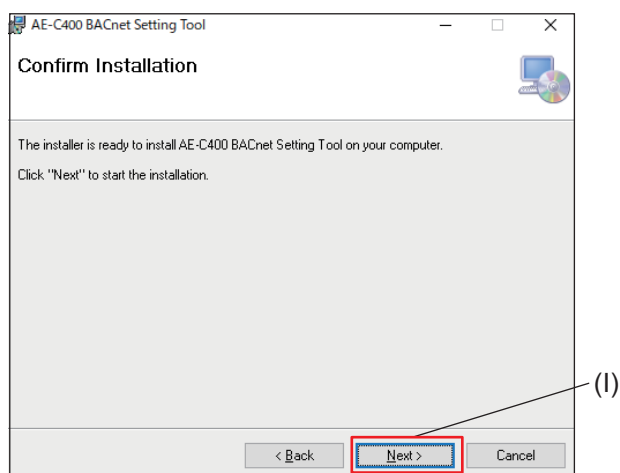 AE-C400 BACnet Setting Tool
Confirm Installation
The installer is ready to install AE-C400 BACnet Setting Tool on your computer.
Click "Next" to start the installation.
(I)
< Back
Next >
Cancel